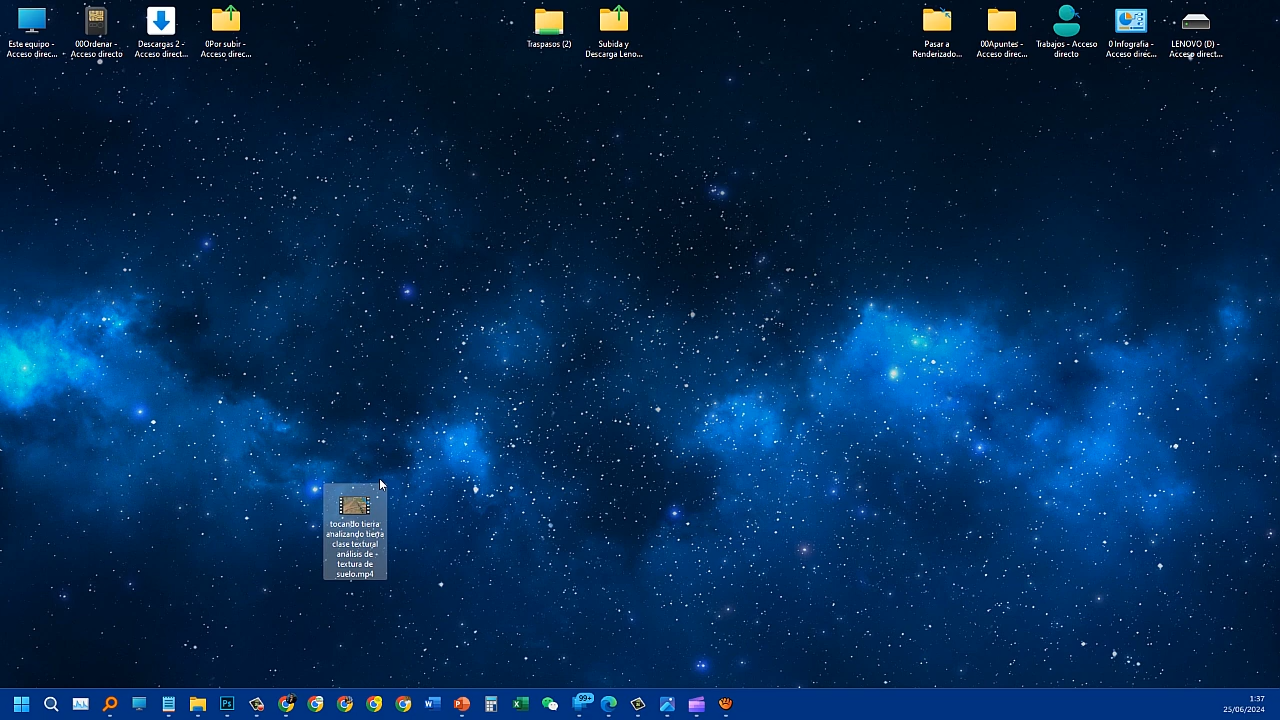 Este equipo -
Acceso direc...
00Ordenar -
Acceso directo
Descargas 2 -
Acceso direct...
0Por subir -
Acceso direc...
Traspasos (2)
Subida y
Descarga Leno...
Pasar a
Renderizado...
00Apuntes -
Acceso direc...
Trabajos - Acceso
directo
0 Infografia -
Acceso direc...
LENOVO (D) -
Acceso direct...
tocando tierra
analizando tierra
clase textural
análisis de
textura de
suelo.mp4
99+
1:37
25/06/2024